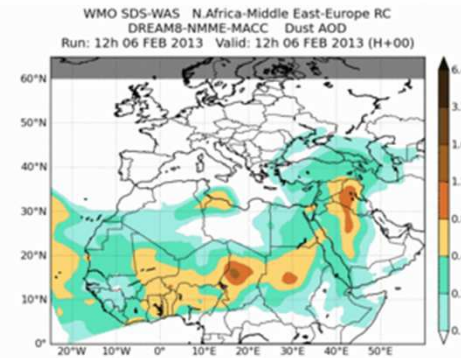 WMO SDS-WAS N.Africa-Middle East-Europe RC
DREAM8-NMME-MACC Dust AOD
Run: 12h 06 FEB 2013 Valid: 12h 06 FEB 2013 (H+00)
60°N
50°N
40°N
30°N
20°N
10°N
0°
20°W 10°W 0° 10°E 20°E 30°E 40°E 50°E